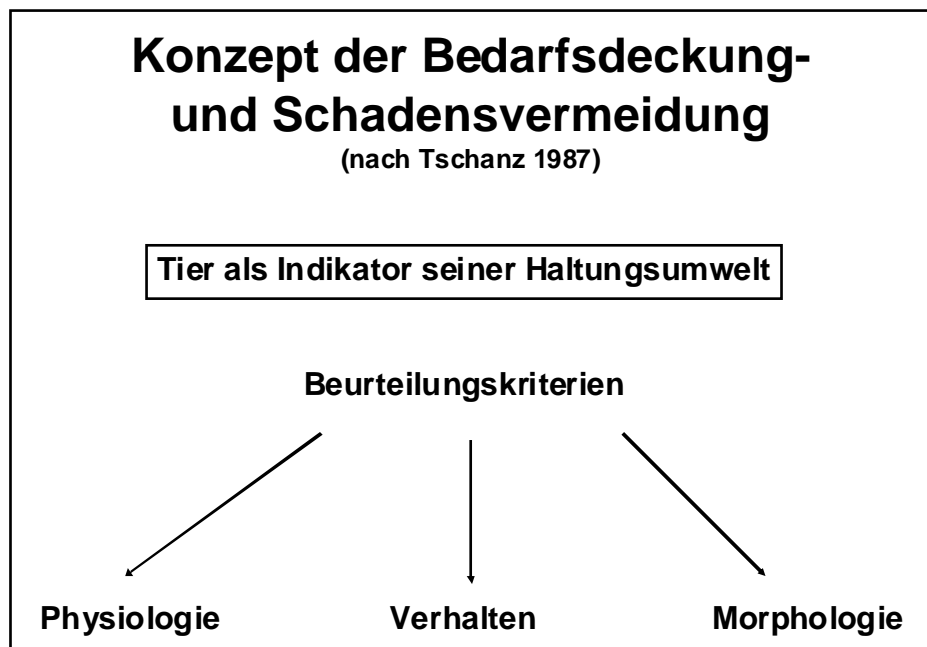 Konzept der Bedarfsdeckung-
und Schadensvermeidung
(nach Tschanz 1987)
Tier als Indikator seiner Haltungsumwelt
Beurteilungskriterien
Physiologie Verhalten Morphologie